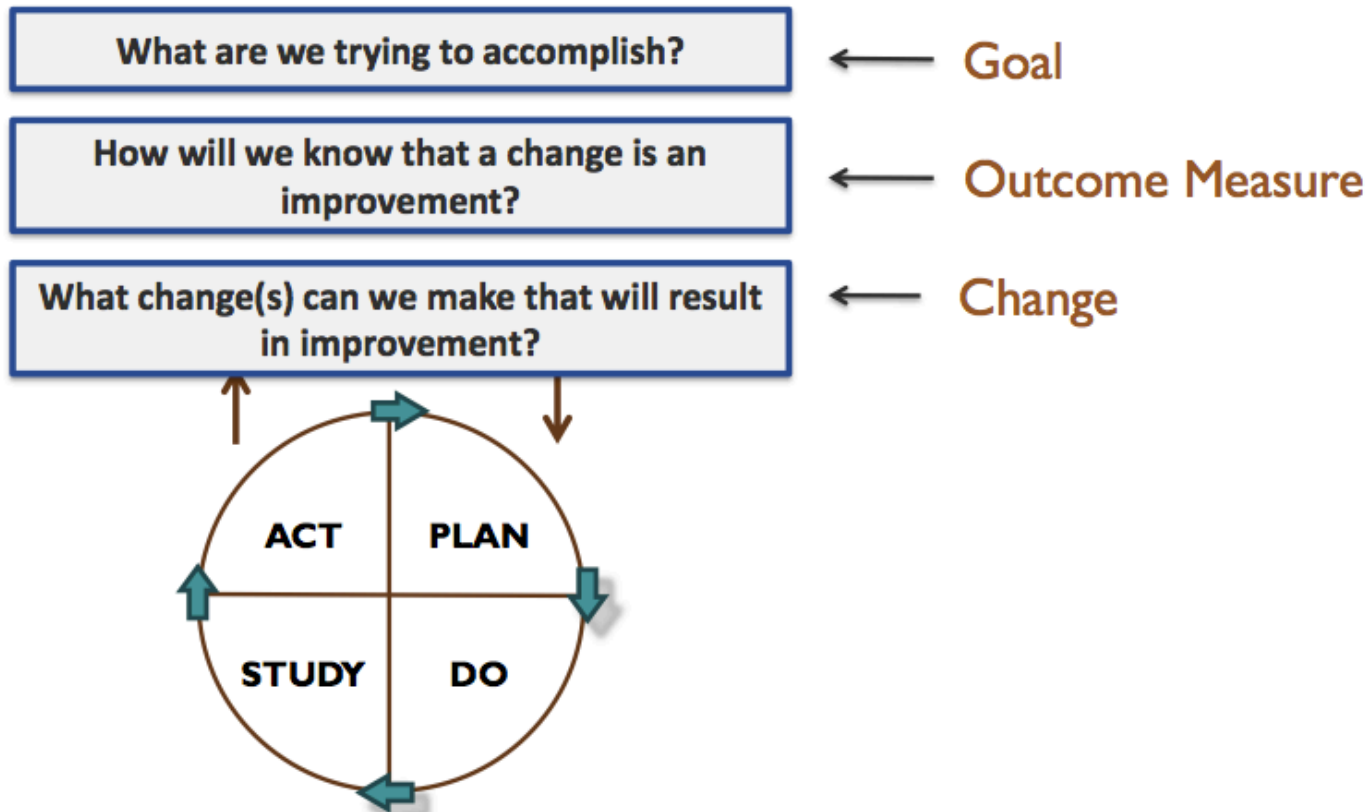 What are we trying to accomplish?
Goal
How will we know that a change is an
improvement?
Outcome Measure
What change(s) can we make that will result
in improvement?
Change
ACT
PLAN
STUDY
DO